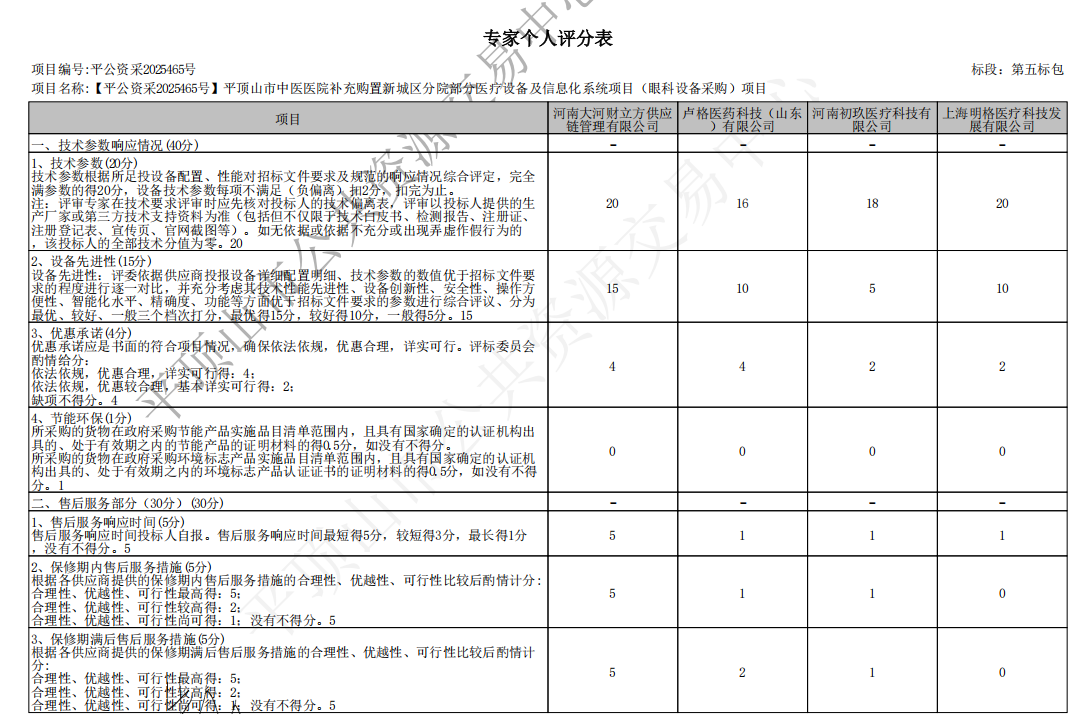 专家个人评分表
项目编号:平公资采2025465号
标段：第五标包
项目名称:【平公资采2025465号】平顶山市中医医院补充购置新城区分院部分医疗设备及信息化系统项目（眼科设备采购）项目
项目
河南大河财立方供应
链管理有限公司
卢格医药科技（山东
）有限公司
河南初玖医疗科技有
限公司
上海明格医疗科技发
展有限公司
一、技术参数响应情况(40分)
-
-
-
-
1、技术参数(20分)
技术参数根据所足投设备配置、性能对招标文件要求及规范的响应情况综合评定，完全
满参数的得20分，设备技术参数每项不满足（负偏离）扣2分，扣完为止。
注：评审专家在技术要求评审时应先核对投标人的技术偏离表，评审以投标人提供的生
产厂家或第三方技术支持资料为准（包括但不仅限于技术白皮书、检测报告、注册证、
注册登记表、宣传页、官网截图等）。如无依据或依据不充分或出现弄虚作假行为的
，该投标人的全部技术分值为零。20
20
16
18
20
2、设备先进性(15分)
设备先进性：评委依据供应商投报设备详细配置明细、技术参数的数值优于招标文件要
求的程度进行逐一对比，并充分考虑其技术性能先进性、设备创新性、安全性、操作方
便性、智能化水平、精确度、功能等方面优于招标文件要求的参数进行综合评议、分为
最优、较好、一般三个档次打分，最优得15分，较好得10分，一般得5分。15
15
10
5
10
3、优惠承诺(4分)
优惠承诺应是书面的符合项目情况，确保依法依规，优惠合理，详实可行。评标委员会
酌情给分：
依法依规，优惠合理，详实可行得：4；
依法依规，优惠较合理，基本详实可行得：2；
缺项不得分。4
4
4
2
2
4、节能环保(1分)
所采购的货物在政府采购节能产品实施品目清单范围内，且具有国家确定的认证机构出
具的、处于有效期之内的节能产品的证明材料的得0.5分，如没有不得分。
所采购的货物在政府采购环境标志产品实施品目清单范围内，且具有国家确定的认证机
构出具的、处于有效期之内的环境标志产品认证证书的证明材料的得0.5分，如没有不得
分。1
0
0
0
0
二、售后服务部分（30分）(30分)
-
-
-
-
1、售后服务响应时间(5分)
售后服务响应时间投标人自报。售后服务响应时间最短得5分，较短得3分，最长得1分
，没有不得分。5
5
1
1
1
2、保修期内售后服务措施(5分)
根据各供应商提供的保修期内售后服务措施的合理性、优越性、可行性比较后酌情计分：
合理性、优越性、可行性最高得：5；
合理性、优越性、可行性较高得：2；
合理性、优越性、可行性尚可得：1；没有不得分。5
5
1
1
0
3、保修期满后售后服务措施(5分)
根据各供应商提供的保修期满后售后服务措施的合理性、优越性、可行性比较后酌情计
分：
合理性、优越性、可行性最高得：5；
合理性、优越性、可行性较高得：2；
合理性、优越性、可行性尚可得：1；没有不得分。5
5
2
1
0
平顶山市公共资源交易中心
平顶山市公共资源交易中心